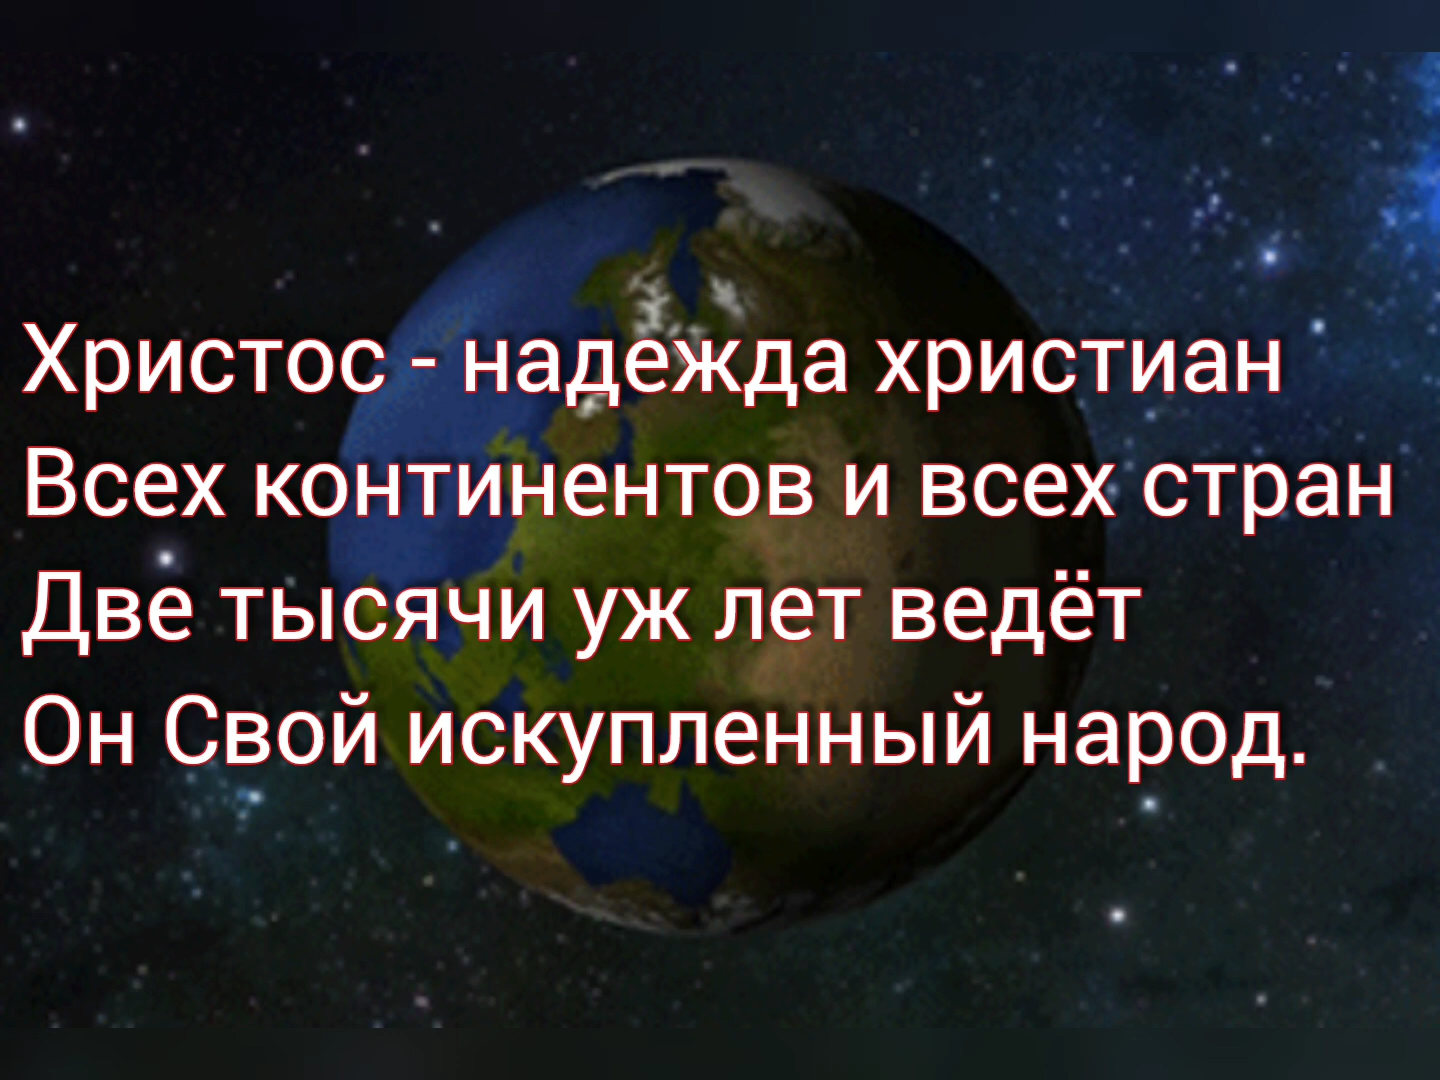 Христос - надежда христиан
Всех континентов и всех стран
Две тысячи уж лет ведёт
Он Свой искупленный народ.